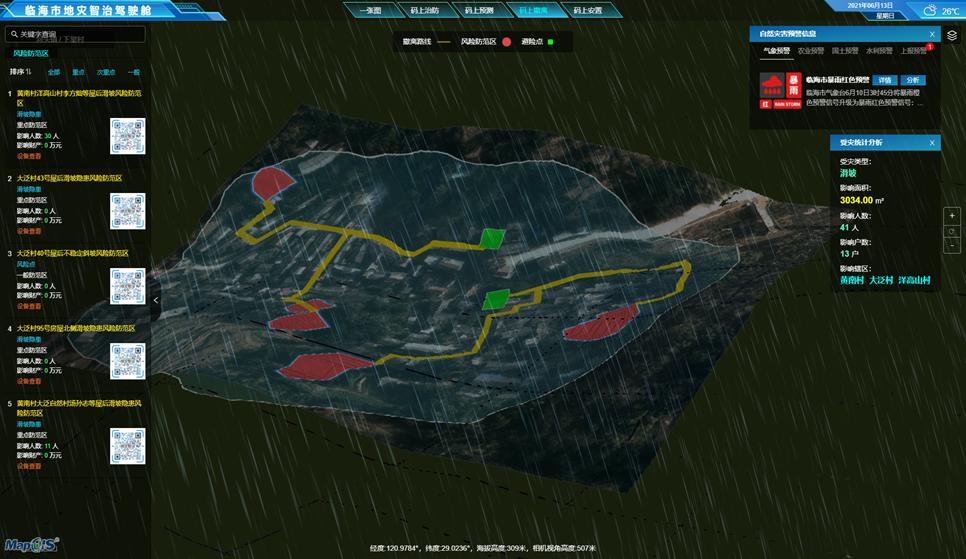 临海市地灾智治驾驶舱
一张图
码上治防
码上预测
码上撤离
码上安置
2021年06月13日
星期日
26℃
关键字查询
风险防范区
排序
全部
重点
次重点
一般
1 黄南村洋高山村李方灿等屋后滑坡风险防范区
滑坡隐患
重点防范区
影响人数: 30 人
影响财产: 0 万元
设备查看
2 大泛村43号屋后滑坡隐患风险防范区
滑坡隐患
重点防范区
影响人数: 0 人
影响财产: 0 万元
设备查看
3 大泛村40号屋后不稳定斜坡风险防范区
风险点
一般防范区
影响人数: 0 人
影响财产: 0 万元
设备查看
4 大泛村95号房屋北侧滑坡隐患风险防范区
滑坡隐患
重点防范区
影响人数: 0 人
影响财产: 0 万元
设备查看
5 黄南村大泛自然村汤孙志等屋后滑坡隐患风险防范区
滑坡隐患
重点防范区
影响人数: 11 人
影响财产: 0 万元
设备查看
MapGIS
撤离路线
风险防范区
避险点
自然灾害预警信息
X
气象预警
农业预警
国土预警
水利预警
上报预警
1
暴雨
红
RAIN STORM
临海市暴雨红色预警
详情
分析
临海市气象台6月10日3时45分将暴雨橙色预警信号升级为暴雨红色预警信号：...
受灾统计分析
X
受灾类型:
滑坡
影响面积:
3034.00 m²
影响人数:
41 人
影响户数:
13 户
影响辖区:
黄南村 大泛村 洋高山村
+
-
经度:120.9784°，纬度:29.0236°，海拔高度:309米，相机视角高度:507米